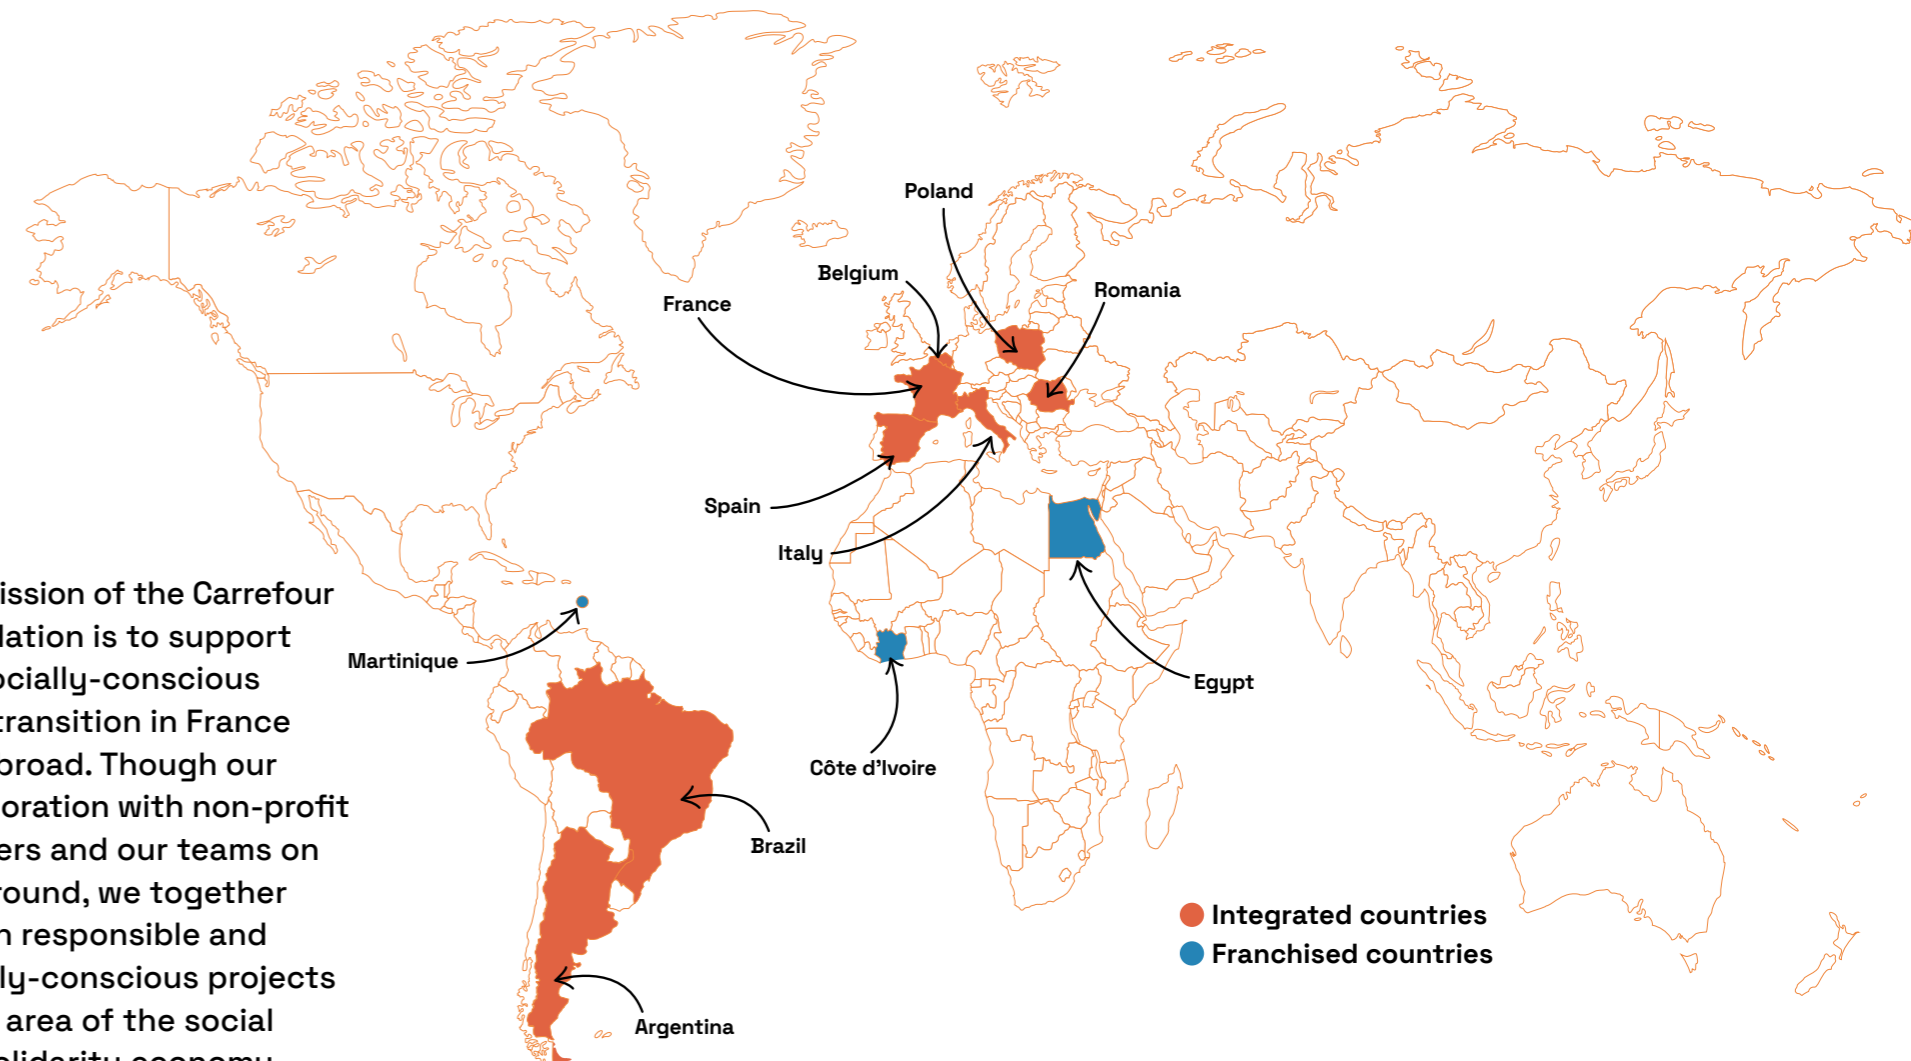 Poland
Belgium
Romania
France
Spain
Italy
Martinique
Egypt
Côte d'Ivoire
Brazil
Argentina
ission of the Carrefour
lation is to support
ocially-conscious
transition in France
broad. Though our
oration with non-profit
ers and our teams on
round, we together
n responsible and
ly-conscious projects
area of the social
olidarity economy
Integrated countries
Franchised countries